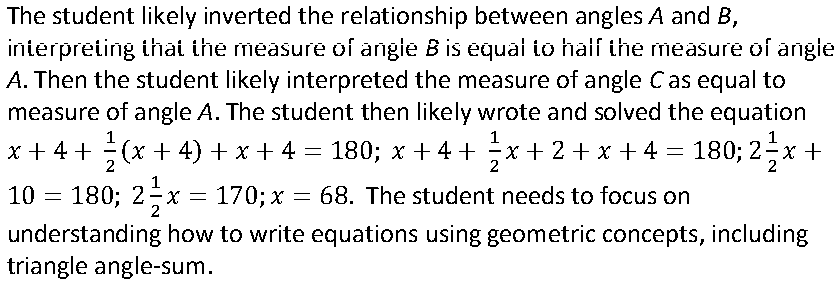 The student likely inverted the relationship between angles A and B,
interpreting that the measure of angle B is equal to half the measure of angle
A. Then the student likely interpreted the measure of angle C as equal to
measure of angle A. The student then likely wrote and solved the equation
x + 4 + 1/2(x + 4) + x + 4 = 180; x + 4 + 1/2x + 2 + x + 4 = 180; 2 1/2x +
10 = 180; 2 1/2x = 170; x = 68. The student needs to focus on
understanding how to write equations using geometric concepts, including
triangle angle-sum.